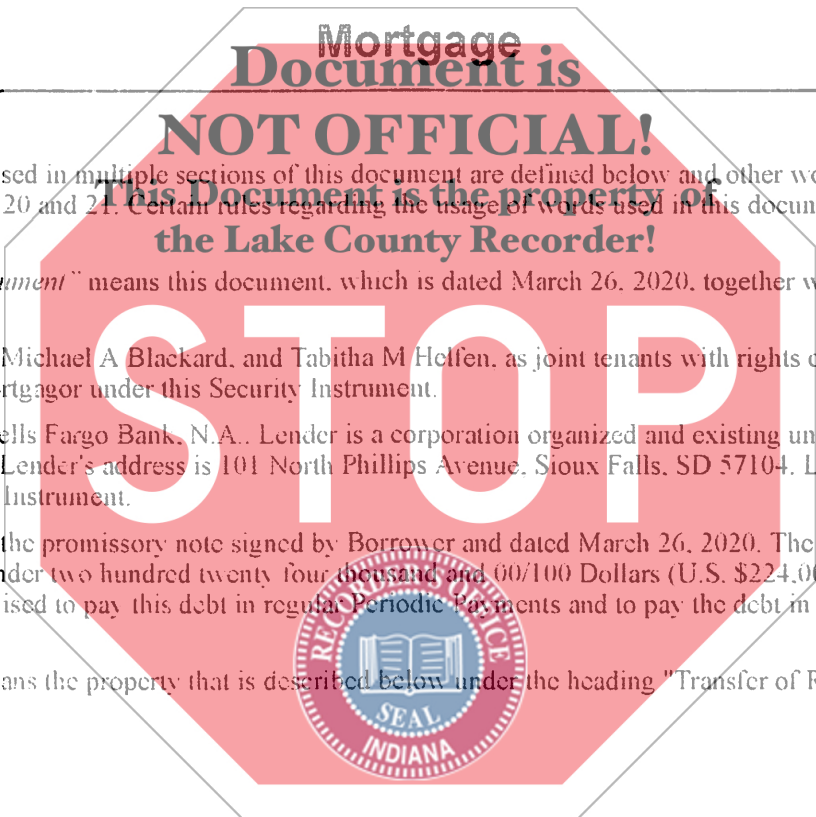 Mortgage
Document is
NOT OFFICIAL!
sed in multiple sections of this document are defined below and other wo
This Document is the property of
20 and 21. Certain rules regarding the usage of words used in this docum
the Lake County Recorder!
ument" means this document, which is dated March 26, 2020, together w
STOP
Michael A Blackard, and Tabitha M Helfen, as joint tenants with rights o
rtgagor under this Security Instrument.
ells Fargo Bank, N.A.. Lender is a corporation organized and existing un
Lender's address is 101 North Phillips Avenue, Sioux Falls, SD 57104. L
Instrument.
the promissory note signed by Borrower and dated March 26, 2020. The
der two hundred twenty four thousand and 00/100 Dollars (U.S. $224,00
ised to pay this debt in regular Periodic Payments and to pay the debt in
ans the property that is described below under the heading "Transfer of R
RECORDER'S OFFICE
SEAL
INDIANA